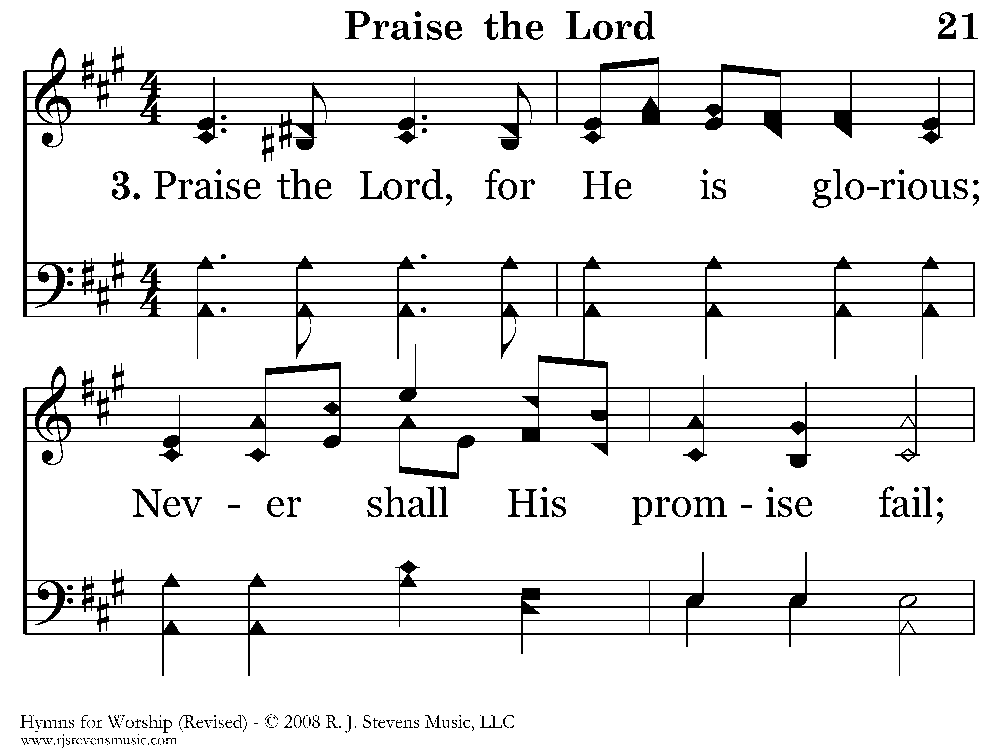 Praise the Lord 21
3. Praise the Lord, for He is glo-rious;
Nev - er shall His prom - ise fail;
Hymns for Worship (Revised) - © 2008 R. J. Stevens Music, LLC
www.rjstevensmusic.com